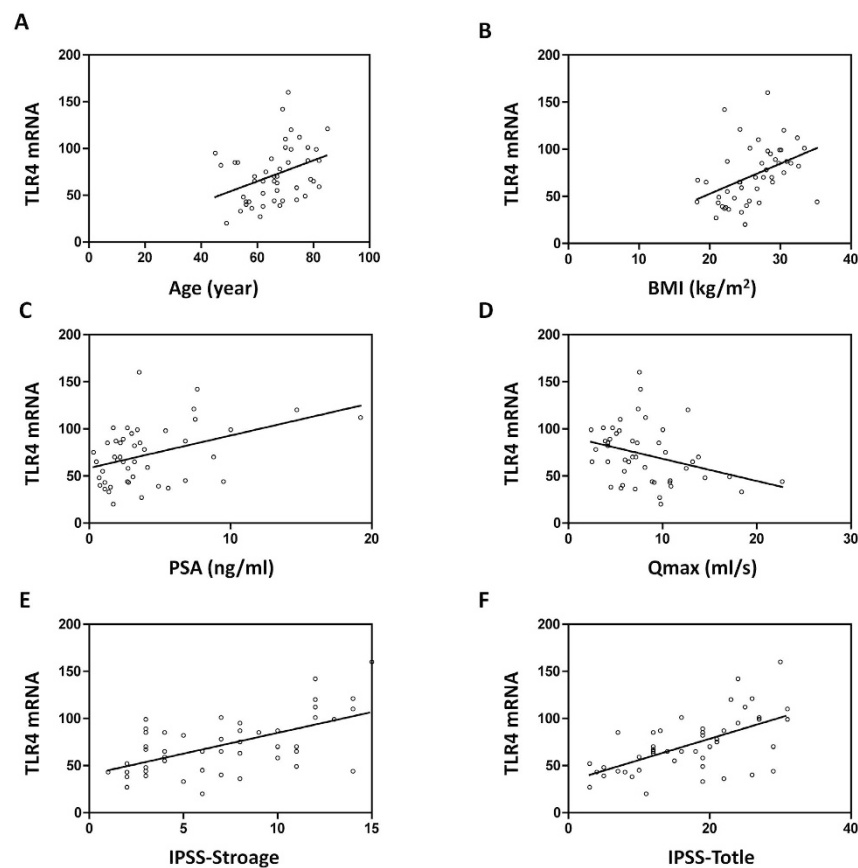 A
B
200
150
100
50
0
TLR4 mRNA
0 20 40 60 80 100
Age (year)
200
150
100
50
0
TLR4 mRNA
0 10 20 30 40
BMI (kg/m²)
C
D
200
150
100
50
0
TLR4 mRNA
0 10 20
PSA (ng/ml)
200
150
100
50
0
TLR4 mRNA
0 10 20 30
Qmax (ml/s)
E
F
200
150
100
50
0
TLR4 mRNA
0 5 10 15
IPSS-Stroage
200
150
100
50
0
TLR4 mRNA
0 10 20 30 40
IPSS-Totle